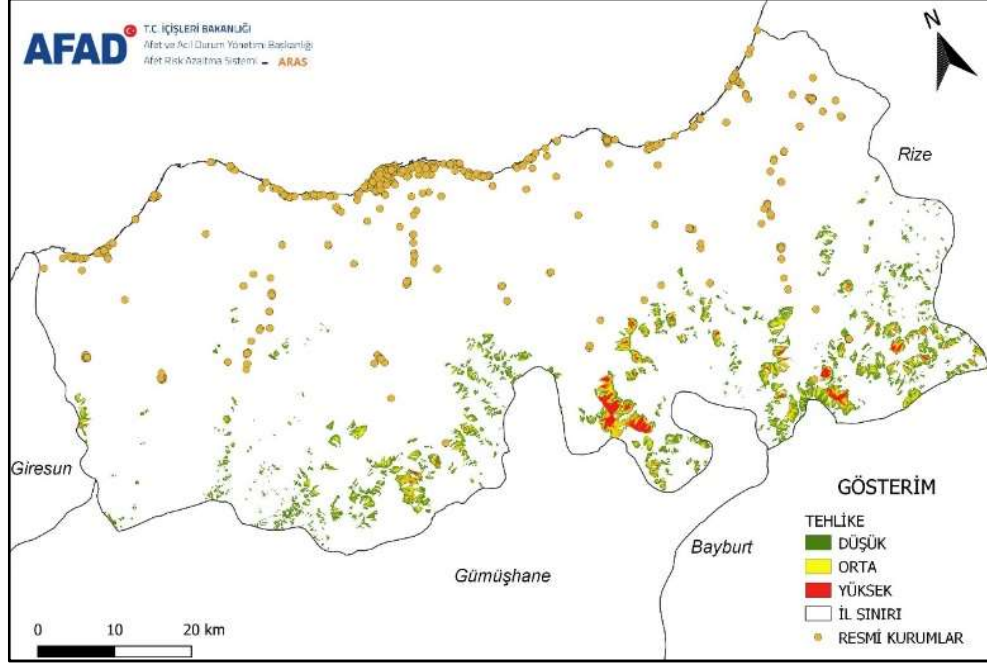 AFAD
T.C. İÇİŞLERİ BAKANLIĞI
Afet ve Acil Durum Yönetimi Başkanlığı
Afet Risk Azaltma Sistemi - ARAS
N
Rize
Giresun
Bayburt
Gümüşhane
GÖSTERİM
TEHLİKE
DÜŞÜK
ORTA
YÜKSEK
İL SINIRI
RESMİ KURUMLAR
0 10 20 km